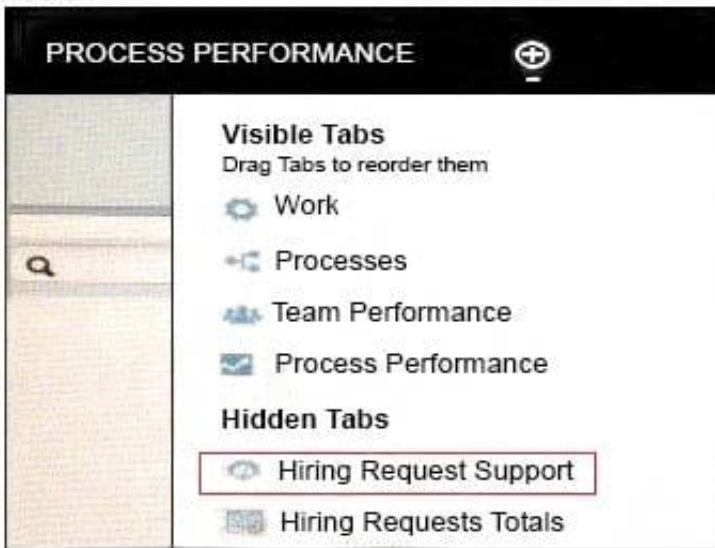 PROCESS PERFORMANCE
Visible Tabs
Drag Tabs to reorder them
Work
Processes
Team Performance
Process Performance
Hidden Tabs
Hiring Request Support
Hiring Requests Totals